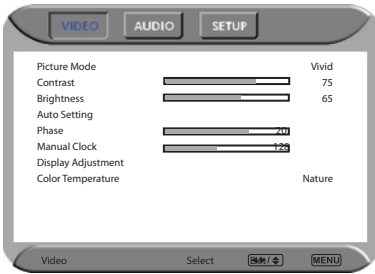 VIDEO AUDIO SETUP
Picture Mode Vivid
Contrast 75
Brightness 65
Auto Setting
Phase 20
Manual Clock 128
Display Adjustment
Color Temperature Nature
Video Select MENU